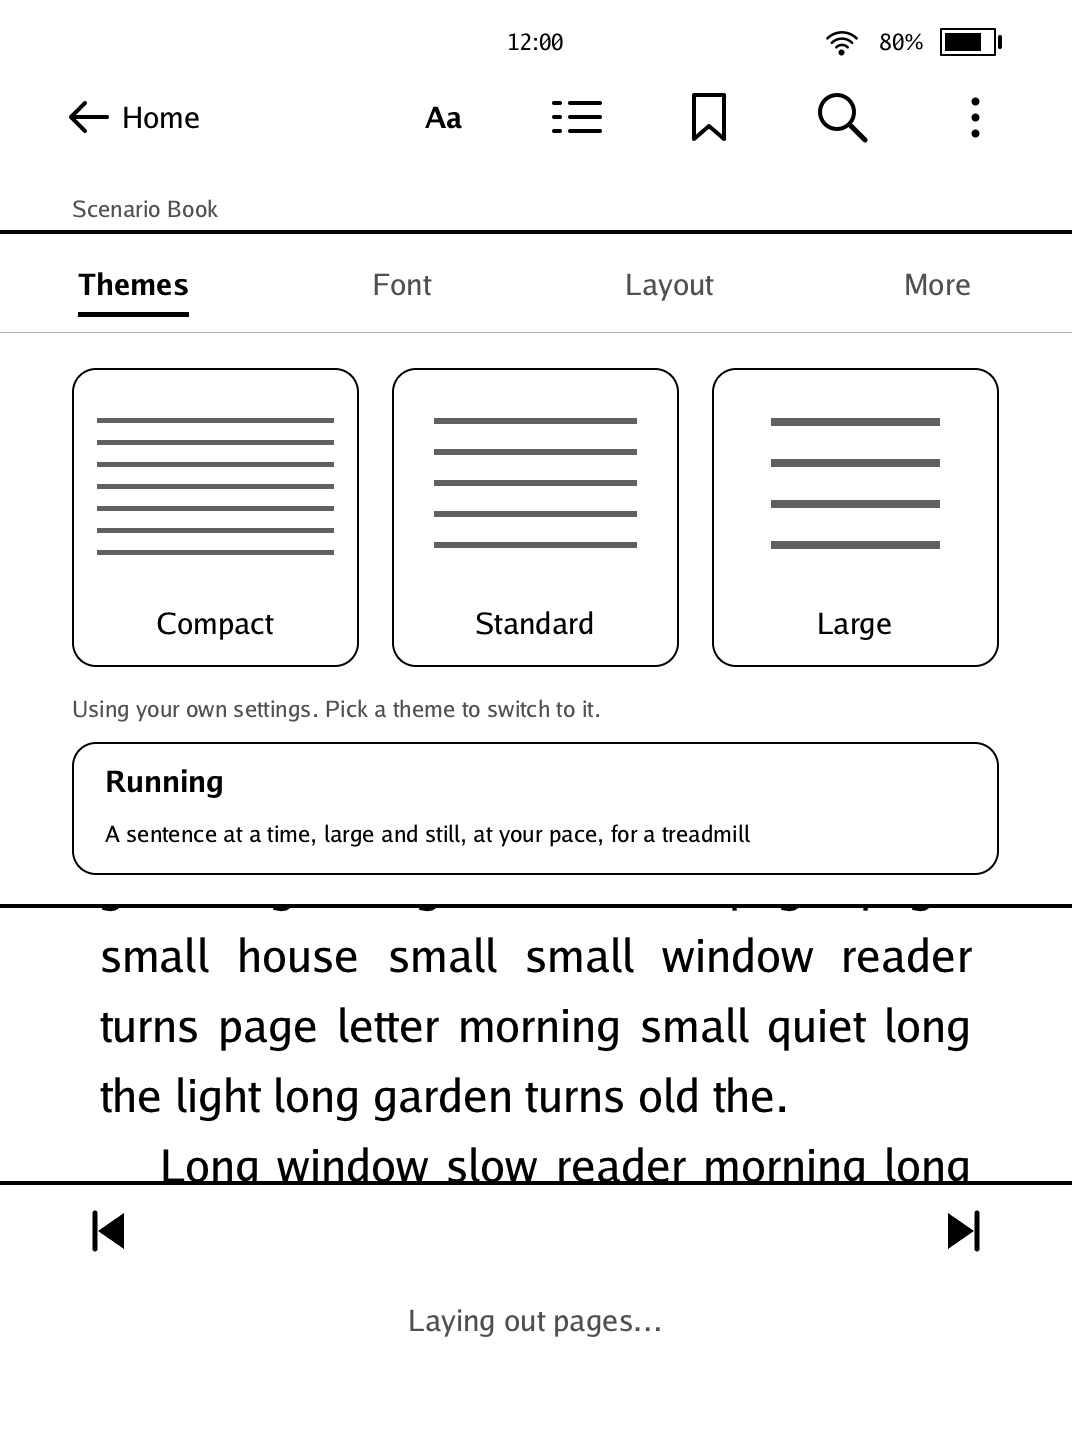 12:00
80%
Home
Aa
Scenario Book
Themes
Font
Layout
More
Compact
Standard
Large
Using your own settings. Pick a theme to switch to it.
Running
A sentence at a time, large and still, at your pace, for a treadmill
small house small small window reader
turns page letter morning small quiet long
the light long garden turns old the.
Long window slow reader morning long
Laying out pages...